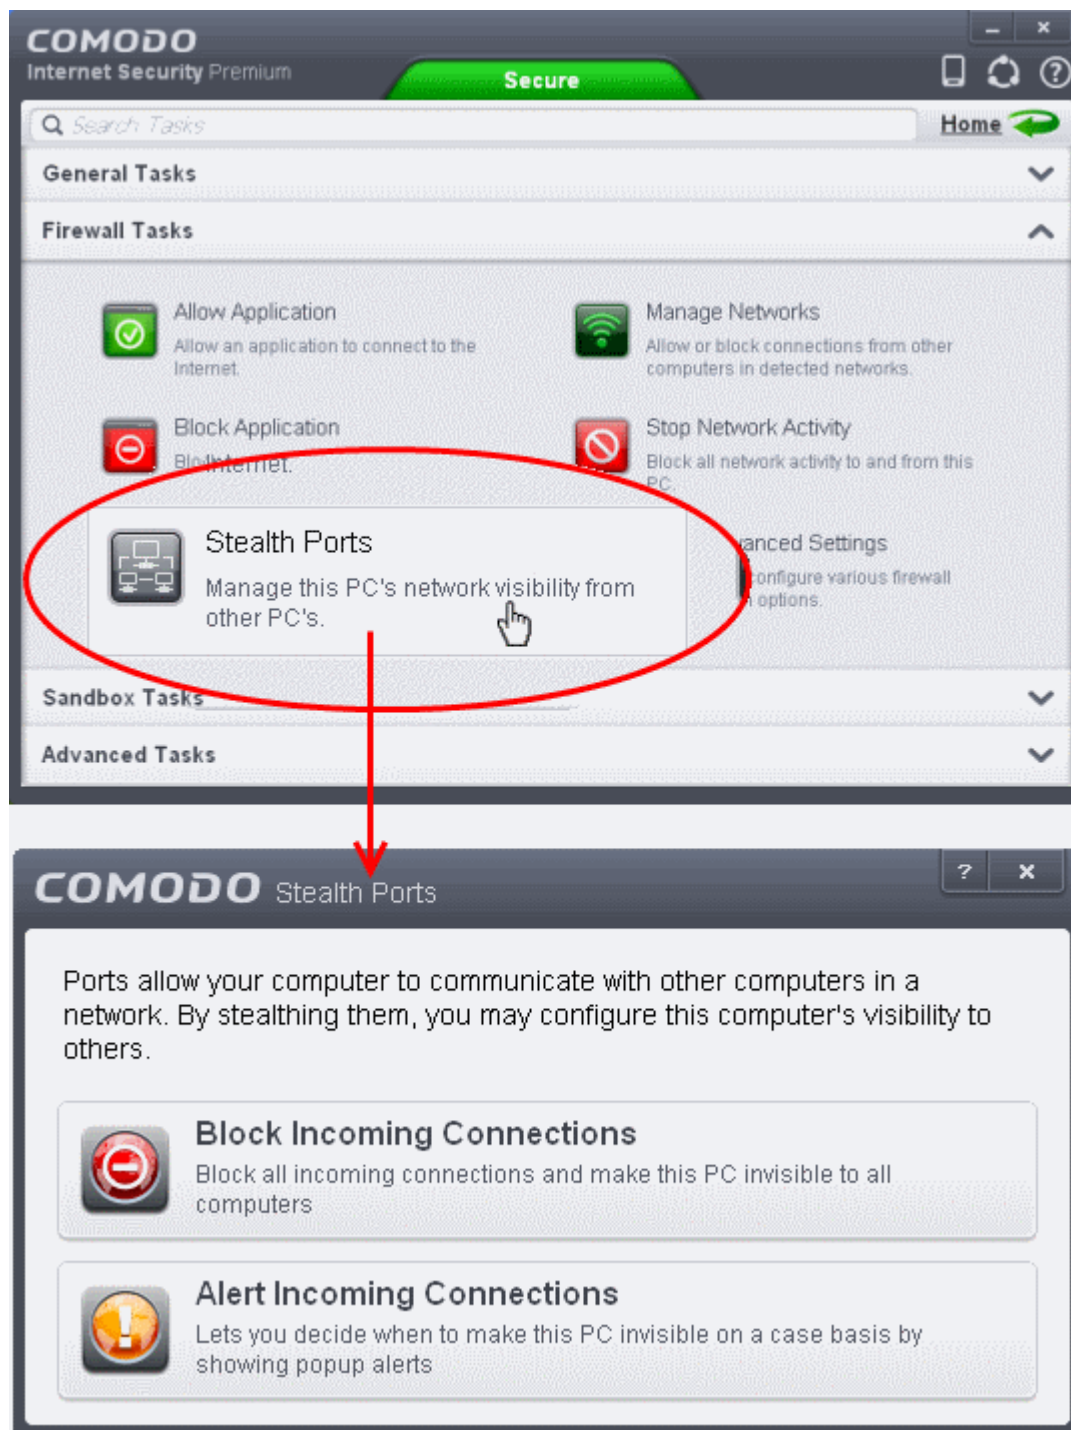 COMODO
Internet Security Premium
Secure
Search Tasks
Home
General Tasks
Firewall Tasks
Allow Application
Allow an application to connect to the
Internet.
Manage Networks
Allow or block connections from other
computers in detected networks.
Block Application
Internet.
Stop Network Activity
Block all network activity to and from this
PC.
Stealth Ports
Manage this PC's network visibility from
other PC's.
anced Settings
configure various firewall
options.
Sandbox Tasks
Advanced Tasks
COMODO Stealth Ports
Ports allow your computer to communicate with other computers in a
network. By stealthing them, you may configure this computer's visibility to
others.
Block Incoming Connections
Block all incoming connections and make this PC invisible to all
computers
Alert Incoming Connections
Lets you decide when to make this PC invisible on a case basis by
showing popup alerts